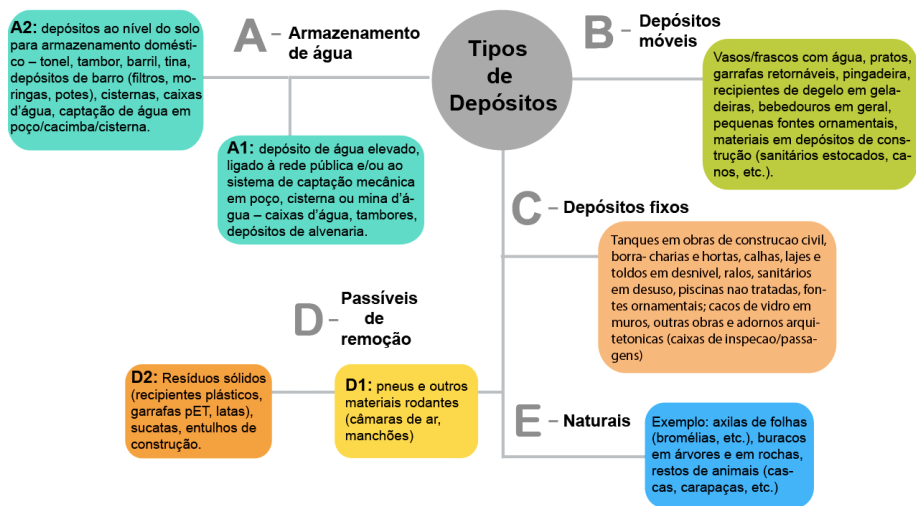 Tipos
de
Depósitos
A – Armazenamento
de água
A2: depósitos ao nível do solo
para armazenamento domésti-
co – tonel, tambor, barril, tina,
depósitos de barro (filtros, mo-
ringas, potes), cisternas, caixas
d'água, captação de água em
poço/cacimba/cisterna.
A1: depósito de água elevado,
ligado à rede pública e/ou ao
sistema de captação mecânica
em poço, cisterna ou mina d'á-
gua – caixas d'água, tambores,
depósitos de alvenaria.
B – Depósitos
móveis
Vasos/frascos com água, pratos,
garrafas retornáveis, pingadeira,
recipientes de degelo em gela-
deiras, bebedouros em geral,
pequenas fontes ornamentais,
materiais em depósitos de cons-
trução (sanitários estocados, ca-
nos, etc.).
C – Depósitos fixos
Tanques em obras de construcao civil,
borra- charias e hortas, calhas, lajes e
toldos em desnivel, ralos, sanitários
em desuso, piscinas nao tratadas, fon-
tes ornamentais; cacos de vidro em
muros, outras obras e adornos arqui-
tetonicas (caixas de inspecao/passa-
gens)
D – Passíveis
de
remoção
D2: Resíduos sólidos
(recipientes plásticos,
garrafas pET, latas),
sucatas, entulhos de
construção.
D1: pneus e outros
materiais rodantes
(câmaras de ar,
manchões)
E – Naturais
Exemplo: axilas de folhas
(bromélias, etc.), buracos
em árvores e em rochas,
restos de animais (cas-
cas, carapaças, etc.)